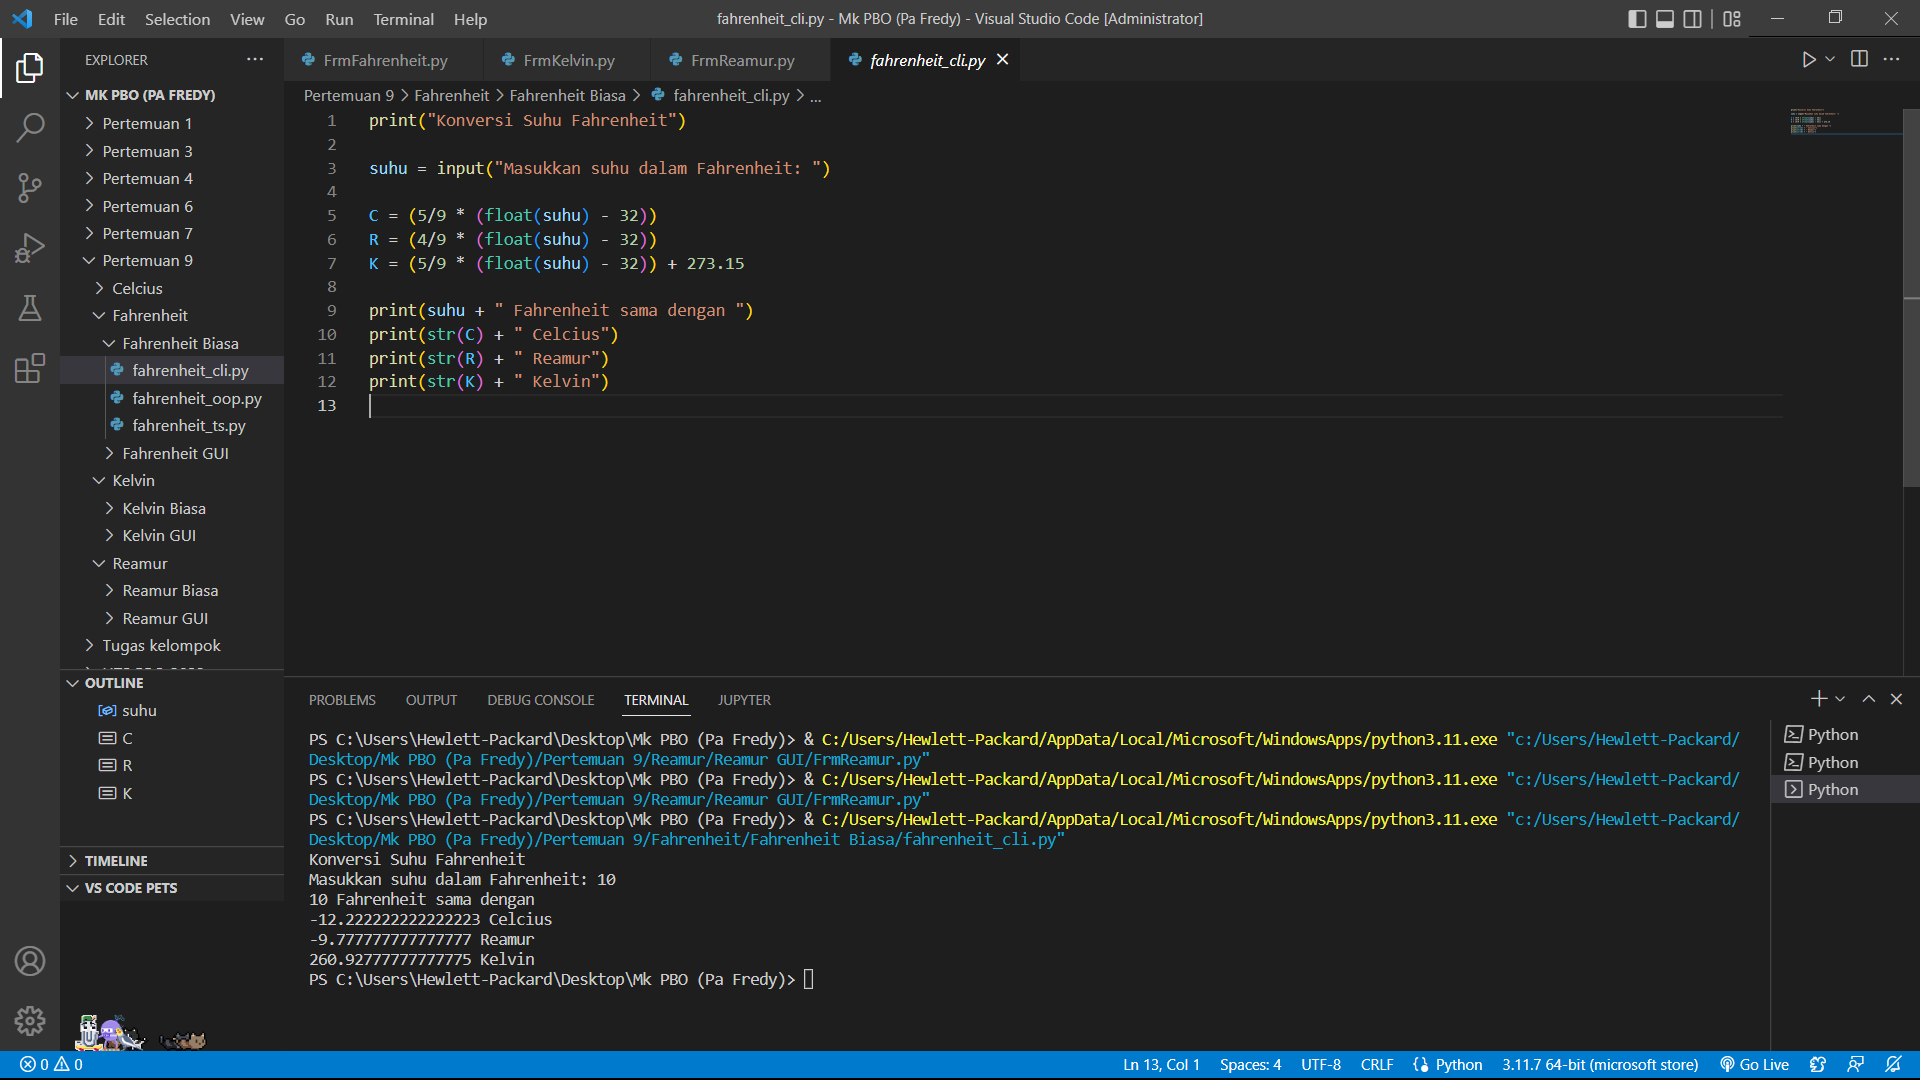 File Edit Selection View Go Run Terminal Help
fahrenheit_cli.py - Mk PBO (Pa Fredy) - Visual Studio Code [Administrator]
EXPLORER
MK PBO (PA FREDY)
Pertemuan 1
Pertemuan 3
Pertemuan 4
Pertemuan 6
Pertemuan 7
Pertemuan 9
Celcius
Fahrenheit
Fahrenheit Biasa
fahrenheit_cli.py
fahrenheit_oop.py
fahrenheit_ts.py
Fahrenheit GUI
Kelvin
Kelvin Biasa
Kelvin GUI
Reamur
Reamur Biasa
Reamur GUI
Tugas kelompok
OUTLINE
suhu
C
R
K
TIMELINE
VS CODE PETS
FrmFahrenheit.py FrmKelvin.py FrmReamur.py fahrenheit_cli.py
Pertemuan 9 > Fahrenheit > Fahrenheit Biasa > fahrenheit_cli.py > ...
1 print("Konversi Suhu Fahrenheit")
2
3 suhu = input("Masukkan suhu dalam Fahrenheit: ")
4
5 C = (5/9 * (float(suhu) - 32))
6 R = (4/9 * (float(suhu) - 32))
7 K = (5/9 * (float(suhu) - 32)) + 273.15
8
9 print(suhu + " Fahrenheit sama dengan ")
10 print(str(C) + " Celcius")
11 print(str(R) + " Reamur")
12 print(str(K) + " Kelvin")
13
PROBLEMS OUTPUT DEBUG CONSOLE TERMINAL JUPYTER
PS C:\Users\Hewlett-Packard\Desktop\Mk PBO (Pa Fredy)> & C:/Users/Hewlett-Packard/AppData/Local/Microsoft/WindowsApps/python3.11.exe "c:/Users/Hewlett-Packard/
Desktop/Mk PBO (Pa Fredy)/Pertemuan 9/Reamur/Reamur GUI/FrmReamur.py"
PS C:\Users\Hewlett-Packard\Desktop\Mk PBO (Pa Fredy)> & C:/Users/Hewlett-Packard/AppData/Local/Microsoft/WindowsApps/python3.11.exe "c:/Users/Hewlett-Packard/
Desktop/Mk PBO (Pa Fredy)/Pertemuan 9/Reamur/Reamur GUI/FrmReamur.py"
PS C:\Users\Hewlett-Packard\Desktop\Mk PBO (Pa Fredy)> & C:/Users/Hewlett-Packard/AppData/Local/Microsoft/WindowsApps/python3.11.exe "c:/Users/Hewlett-Packard/
Desktop/Mk PBO (Pa Fredy)/Pertemuan 9/Fahrenheit/Fahrenheit Biasa/fahrenheit_cli.py"
Konversi Suhu Fahrenheit
Masukkan suhu dalam Fahrenheit: 10
10 Fahrenheit sama dengan
-12.222222222222223 Celcius
-9.777777777777777 Reamur
260.92777777777775 Kelvin
PS C:\Users\Hewlett-Packard\Desktop\Mk PBO (Pa Fredy)>
Python
Python
Python
0 0 Ln 13, Col 1 Spaces: 4 UTF-8 CRLF Python 3.11.7 64-bit (microsoft store) Go Live